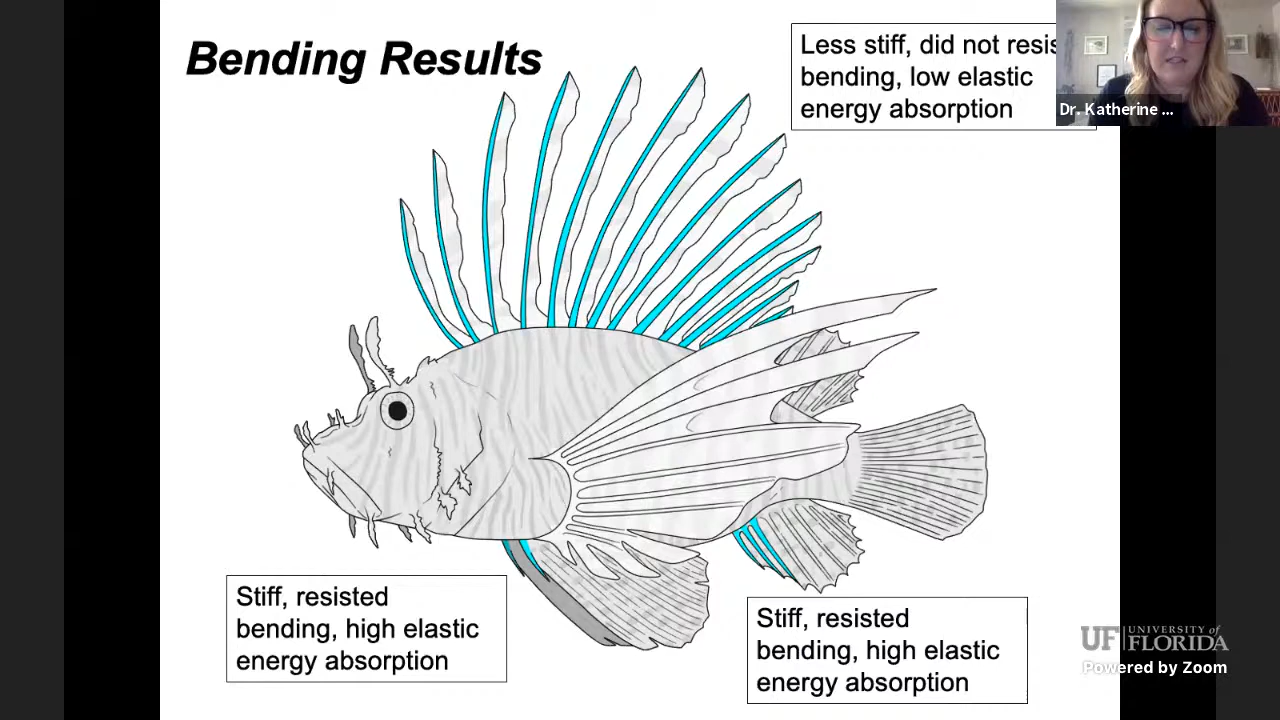 Bending Results
Less stiff, did not
bending, low elastic
energy absorption
Dr. Katherine ...
Stiff, resisted
bending, high elastic
energy absorption
Stiff, resisted
bending, high elastic
energy absorption
UF UNIVERSITY of
FLORIDA
Powered by Zoom